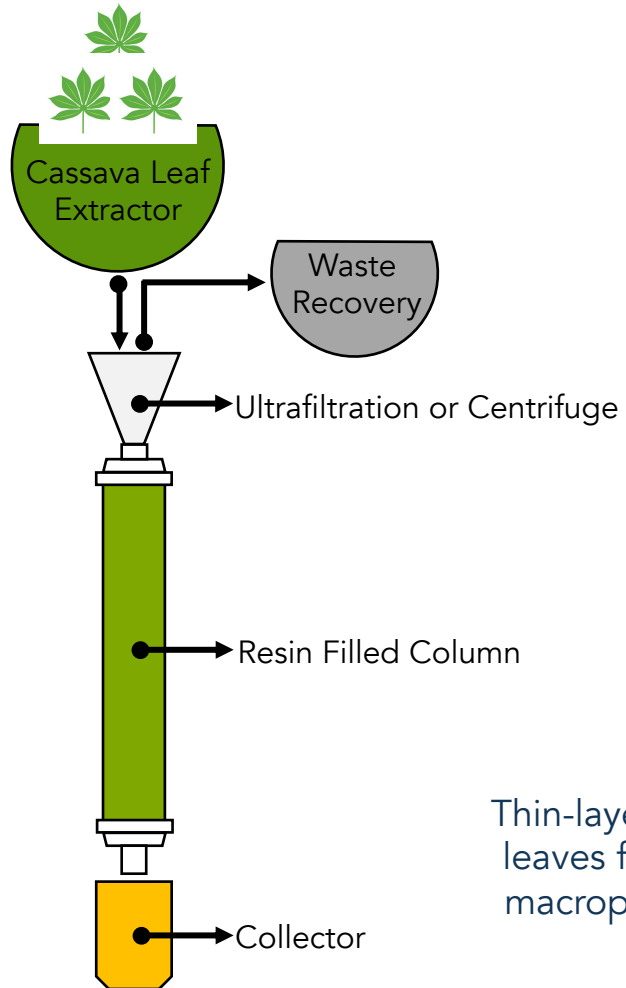 Cassava Leaf
Extractor
Waste
Recovery
Ultrafiltration or Centrifuge
Resin Filled Column
Thin-laye
leaves f
macrop
Collector